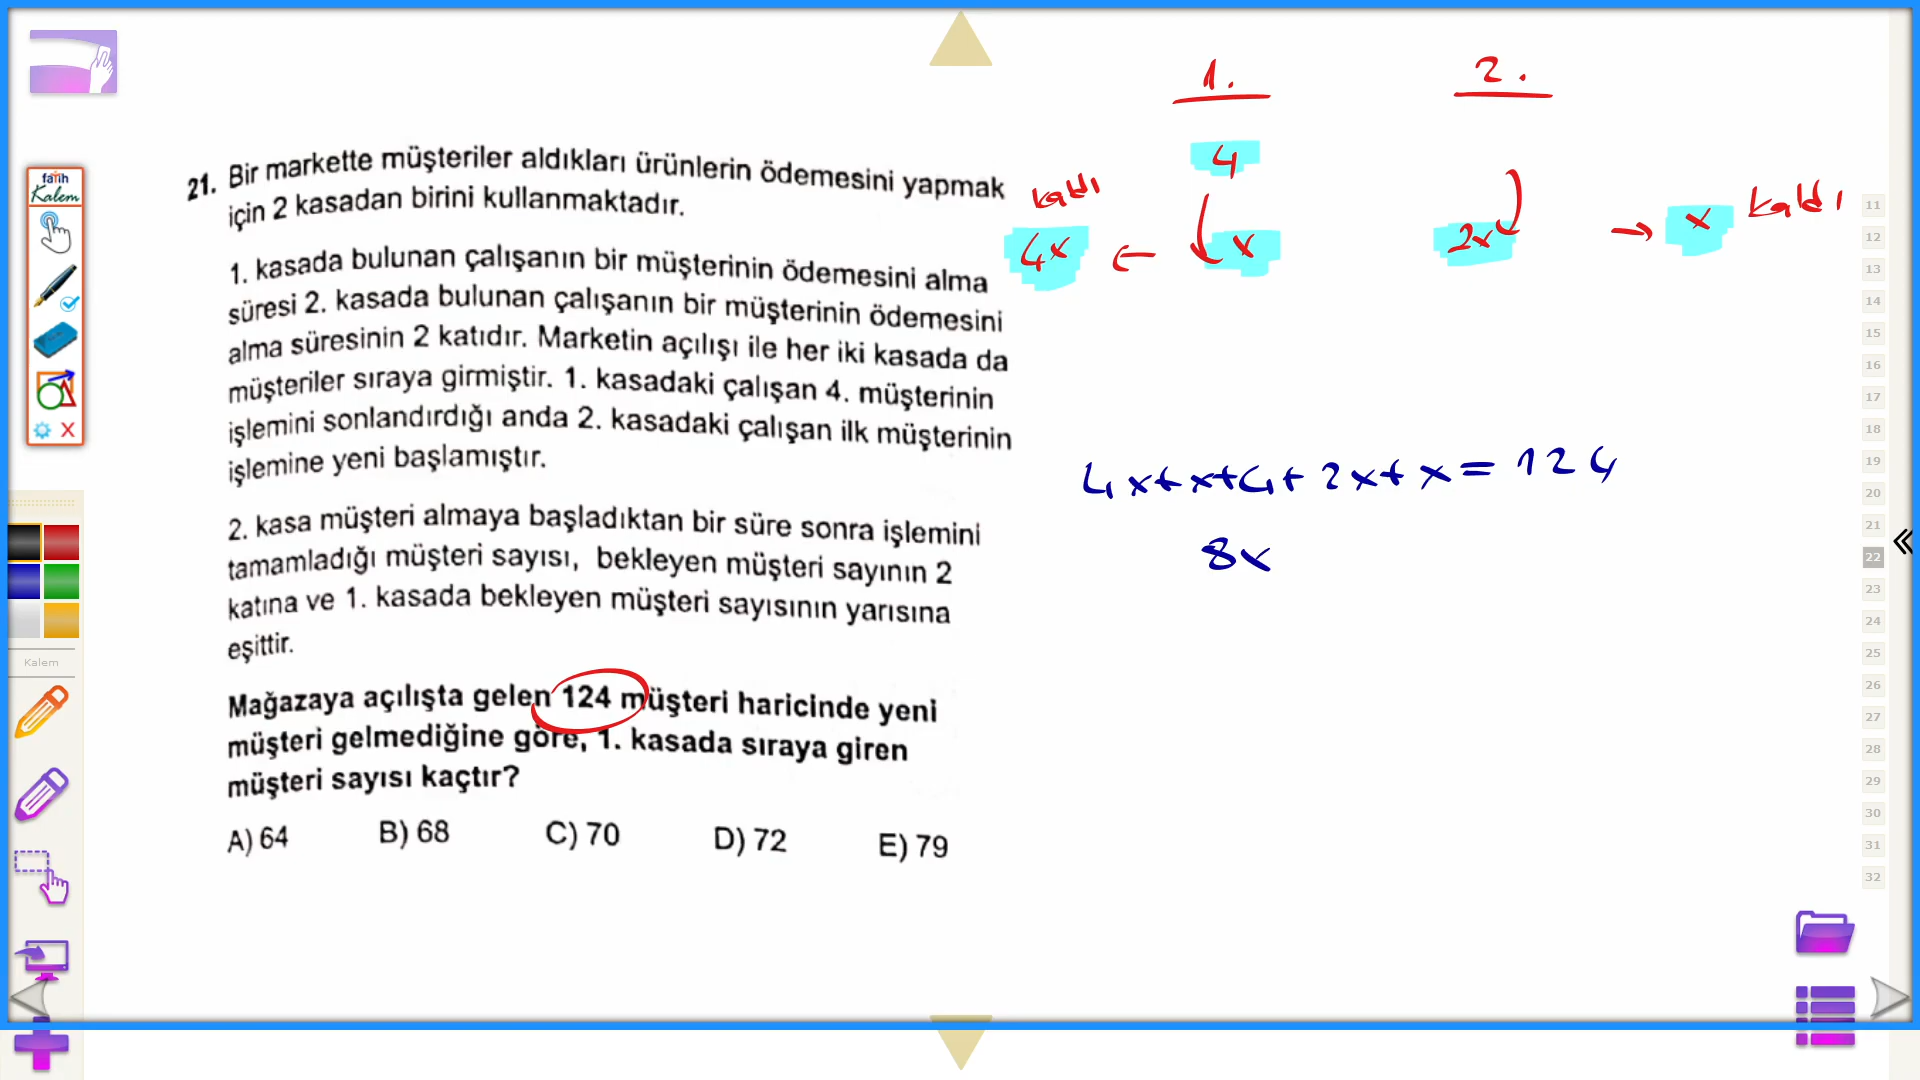 1.
2.
21. Bir markette müşteriler aldıkları ürünlerin ödemesini yapmak
için 2 kasadan birini kullanmaktadır.
1. kasada bulunan çalışanın bir müşterinin ödemesini alma
süresi 2. kasada bulunan çalışanın bir müşterinin ödemesini
alma süresinin 2 katıdır. Marketin açılışı ile her iki kasada da
müşteriler sıraya girmiştir. 1. kasadaki çalışan 4. müşterinin
işlemini sonlandırdığı anda 2. kasadaki çalışan ilk müşterinin
işlemine yeni başlamıştır.
2. kasa müşteri almaya başladıktan bir süre sonra işlemini
tamamladığı müşteri sayısı, bekleyen müşteri sayının 2
katına ve 1. kasada bekleyen müşteri sayısının yarısına
eşittir.
Mağazaya açılışta gelen 124 müşteri haricinde yeni
müşteri gelmediğine göre, 1. kasada sıraya giren
müşteri sayısı kaçtır?
A) 64 B) 68 C) 70 D) 72 E) 79
4
kaldı
4x ← x
2x → x kaldı
4x+x+4+2x+x=124
8x
fatih
Kalem
Kalem
11
12
13
14
15
16
17
18
19
20
21
22
23
24
25
26
27
28
29
30
31
32